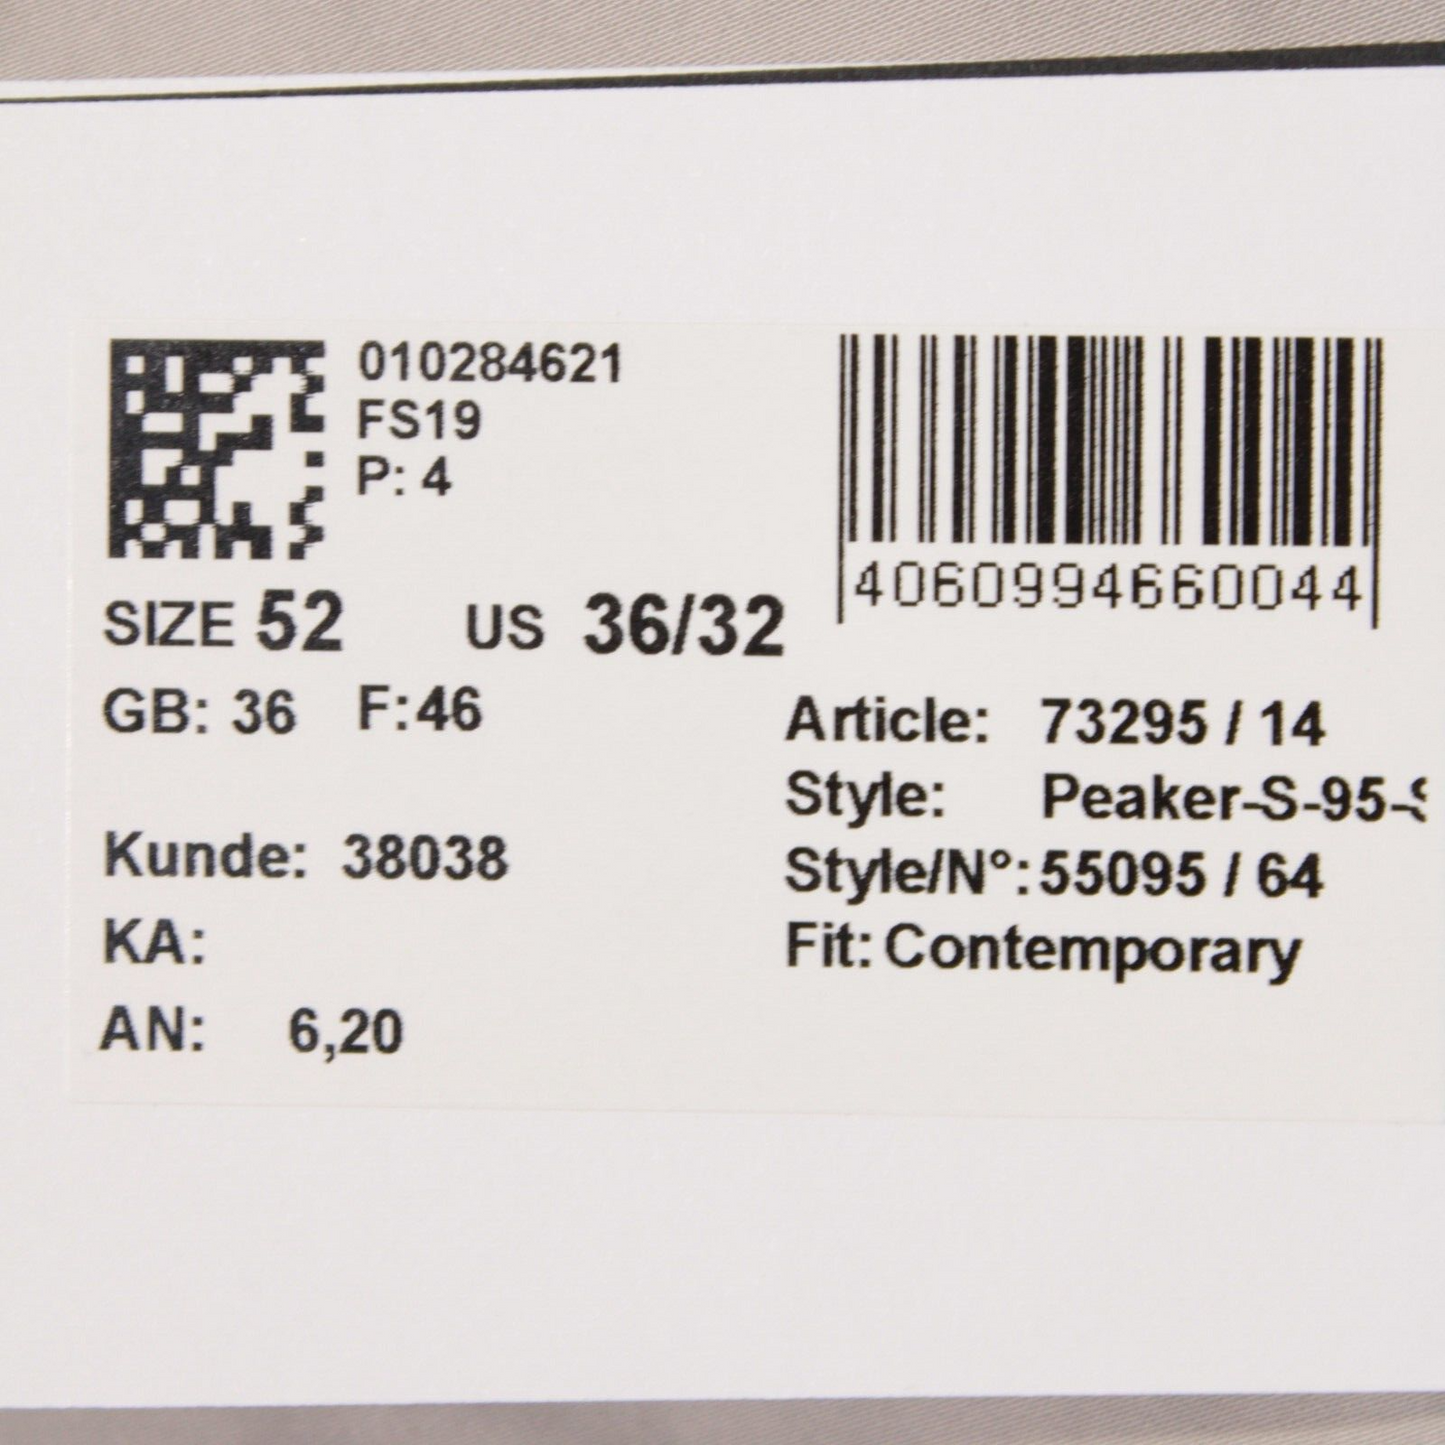 010284621
FS19
P: 4
4060994660044
SIZE 52 US 36/32
GB: 36 F:46
Article: 73295 / 14
Style: Peaker-S-95-
Kunde: 38038
Style/N°: 55095 / 64
KA:
Fit: Contemporary
AN: 6,20